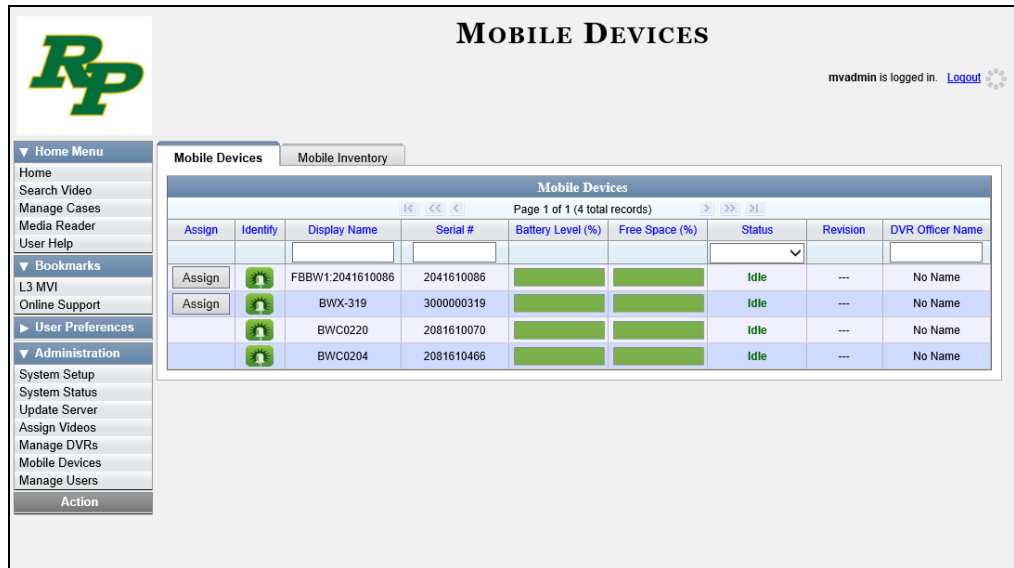 MOBILE DEVICES
RP
mvadmin is logged in. Logout
▼ Home Menu
Home
Search Video
Manage Cases
Media Reader
User Help
▼ Bookmarks
L3 MVI
Online Support
▶ User Preferences
▼ Administration
System Setup
System Status
Update Server
Assign Videos
Manage DVRs
Mobile Devices
Manage Users
Action
Mobile Devices Mobile Inventory
Mobile Devices
Page 1 of 1 (4 total records)
Assign Identify Display Name Serial # Battery Level (%) Free Space (%) Status Revision DVR Officer Name
Assign FBBW1:2041610086 2041610086 Idle --- No Name
Assign BWX-319 3000000319 Idle --- No Name
BWC0220 2081610070 Idle --- No Name
BWC0204 2081610466 Idle --- No Name